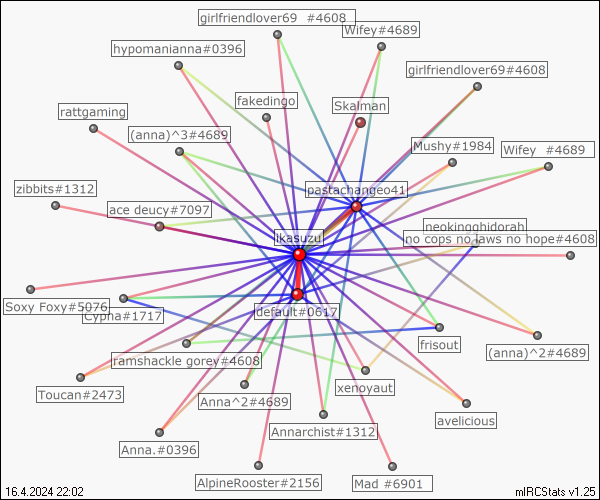 girlfriendlover69  #4608
Wifey#4689
hypomanianna#0396
girlfriendlover69#4608
fakedingo
Skalman
rattgaming
(anna)^3#4689
Mushy#1984
Wifey  #4689
zibbits#1312
pastachangeo41
ace deucy#7097
neokingghidorah
ikasuzu
no cops no laws no hope#4608
Soxy Foxy#5076
Cypha#1717
default#0617
frisout
(anna)^2#4689
ramshackle gorey#4608
Toucan#2473
Anna^2#4689
xenoyaut
avelicious
Annarchist#1312
Anna.#0396
AlpineRooster#2156
Mad #6901
16.4.2024 22:02
mIRCStats v1.25